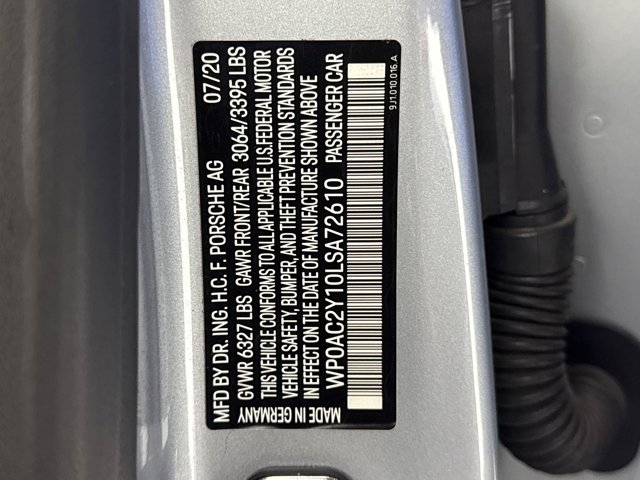 MFD BY DR. ING. H.C. F. PORSCHE AG 07/20
GVWR 6327 LBS GAWR FRONT/REAR 3064/3395 LBS
THIS VEHICLE CONFORMS TO ALL APPLICABLE U.S.FEDERAL MOTOR
VEHICLE SAFETY, BUMPER, AND THEFT PREVENTION STANDARDS
IN EFFECT ON THE DATE OF MANUFACTURE SHOWN ABOVE
WP0AC2Y10LSA72610 PASSENGER CAR
MADE IN GERMANY
9J1.010.016.A